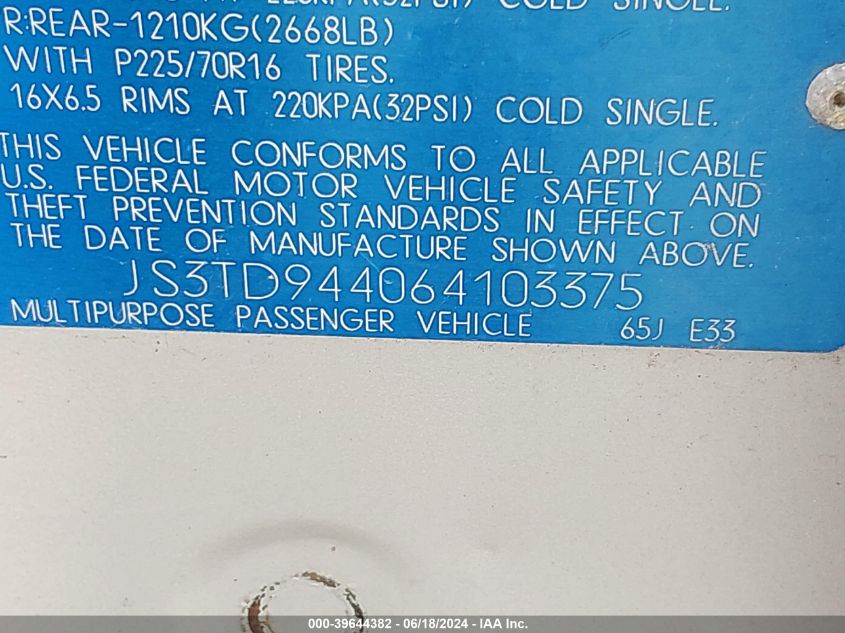 COLD SINGLE.
R:REAR-1210KG(2668LB)
WITH P225/70R16 TIRES.
16X6.5 RIMS AT 220KPA(32PSI) COLD SINGLE.
THIS VEHICLE CONFORMS TO ALL APPLICABLE
U.S. FEDERAL MOTOR VEHICLE SAFETY AND
THEFT PREVENTION STANDARDS IN EFFECT ON
THE DATE OF MANUFACTURE SHOWN ABOVE.
JS3TD944064103375
MULTIPURPOSE PASSENGER VEHICLE 65J E33
000-39644382 - 06/18/2024 - IAA Inc.